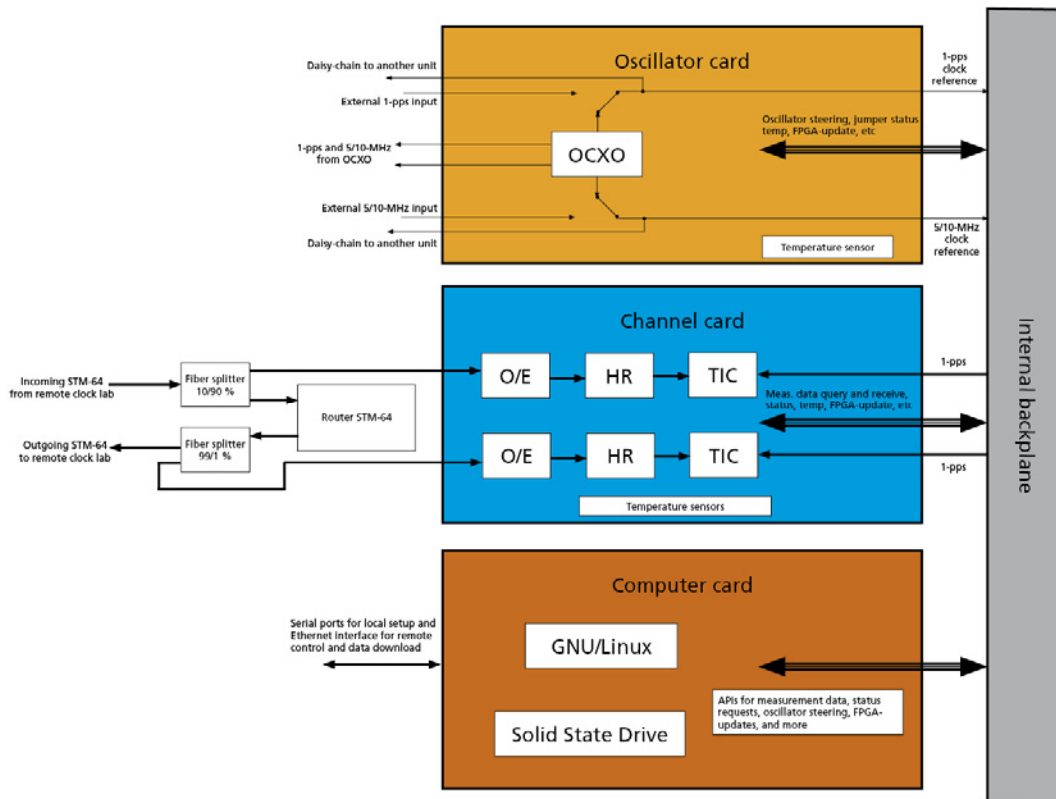 Oscillator card
Daisy-chain to another unit
External 1-pps input
1-pps and 5/10-MHz
from OCXO
OCXO
External 5/10-MHz input
Daisy-chain to another unit
Oscillator steering, jumper status
temp, FPGA-update, etc
Temperature sensor
1-pps
clock
reference
5/10-MHz
clock
reference
Internal backplane
Channel card
Incoming STM-64
from remote clock lab
Fiber splitter
10/90 %
Router STM-64
Outgoing STM-64
to remote clock lab
Fiber splitter
99/1 %
O/E
HR
TIC
O/E
HR
TIC
1-pps
Meas. data query and receive,
status, temp, FPGA-update, etc
1-pps
Temperature sensors
Computer card
Serial ports for local setup and
Ethernet interface for remote
control and data download
GNU/Linux
Solid State Drive
APIs for measurement data, status
requests, oscillator steering, FPGA-
updates, and more